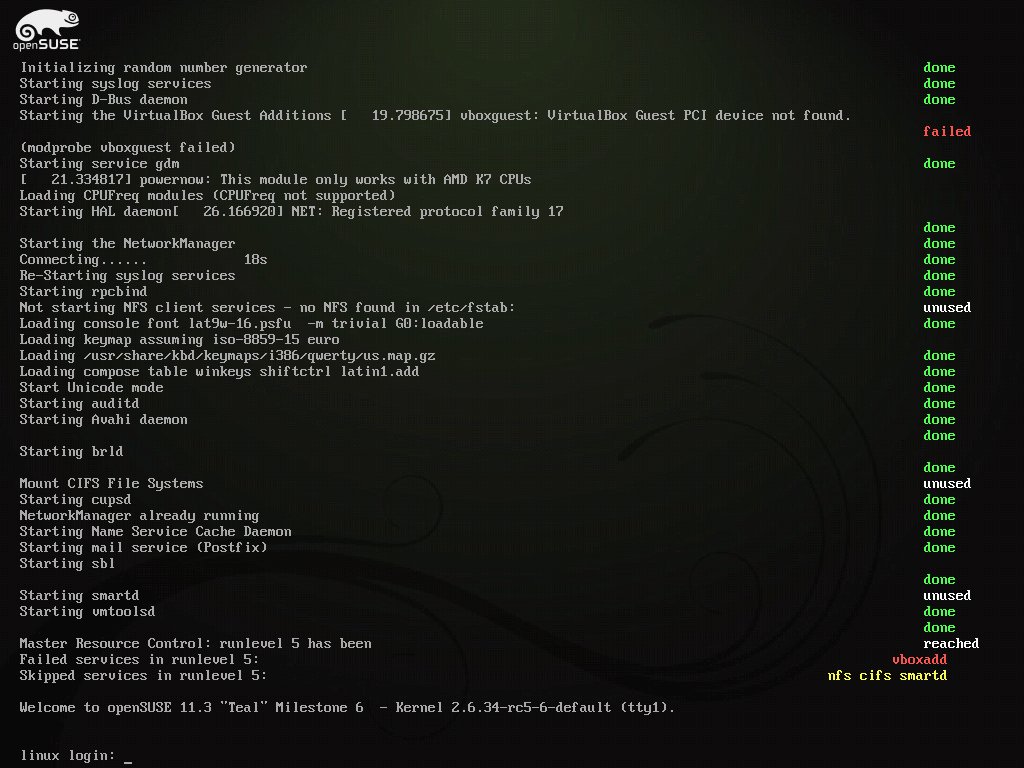 openSUSE
Initializing random number generator done
Starting syslog services done
Starting D-Bus daemon done
Starting the VirtualBox Guest Additions [   19.798675] vboxguest: VirtualBox Guest PCI device not found.
failed
(modprobe vboxguest failed)
Starting service gdm done
[   21.334817] powernow: This module only works with AMD K7 CPUs
Loading CPUFreq modules (CPUFreq not supported)
Starting HAL daemon[   26.166920] NET: Registered protocol family 17
done
Starting the NetworkManager done
Connecting...... 18s done
Re-Starting syslog services done
Starting rpcbind done
Not starting NFS client services - no NFS found in /etc/fstab: unused
Loading console font lat9w-16.psfu  -m trivial G0:loadable done
Loading keymap assuming iso-8859-15 euro
Loading /usr/share/kbd/keymaps/i386/qwerty/us.map.gz done
Loading compose table winkeys shiftctrl latin1.add done
Start Unicode mode done
Starting auditd done
Starting Avahi daemon done
done
Starting brld
done
Mount CIFS File Systems unused
Starting cupsd done
NetworkManager already running done
Starting Name Service Cache Daemon done
Starting mail service (Postfix) done
Starting sbl
done
Starting smartd unused
Starting vmtoolsd done
done
Master Resource Control: runlevel 5 has been reached
Failed services in runlevel 5: vboxadd
Skipped services in runlevel 5: nfs cifs smartd
Welcome to openSUSE 11.3 "Teal" Milestone 6  - Kernel 2.6.34-rc5-6-default (tty1).
linux login: _